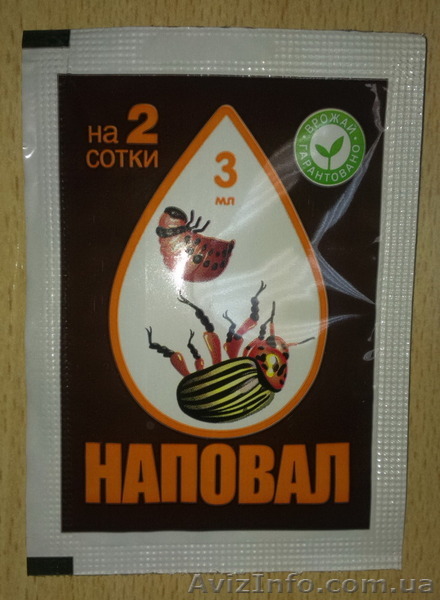 на 2
СОТКИ
3
мл
ВРОЖАЙ
ГАРАНТОВАНО
НАПОВАЛ
AvizInfo.com.ua